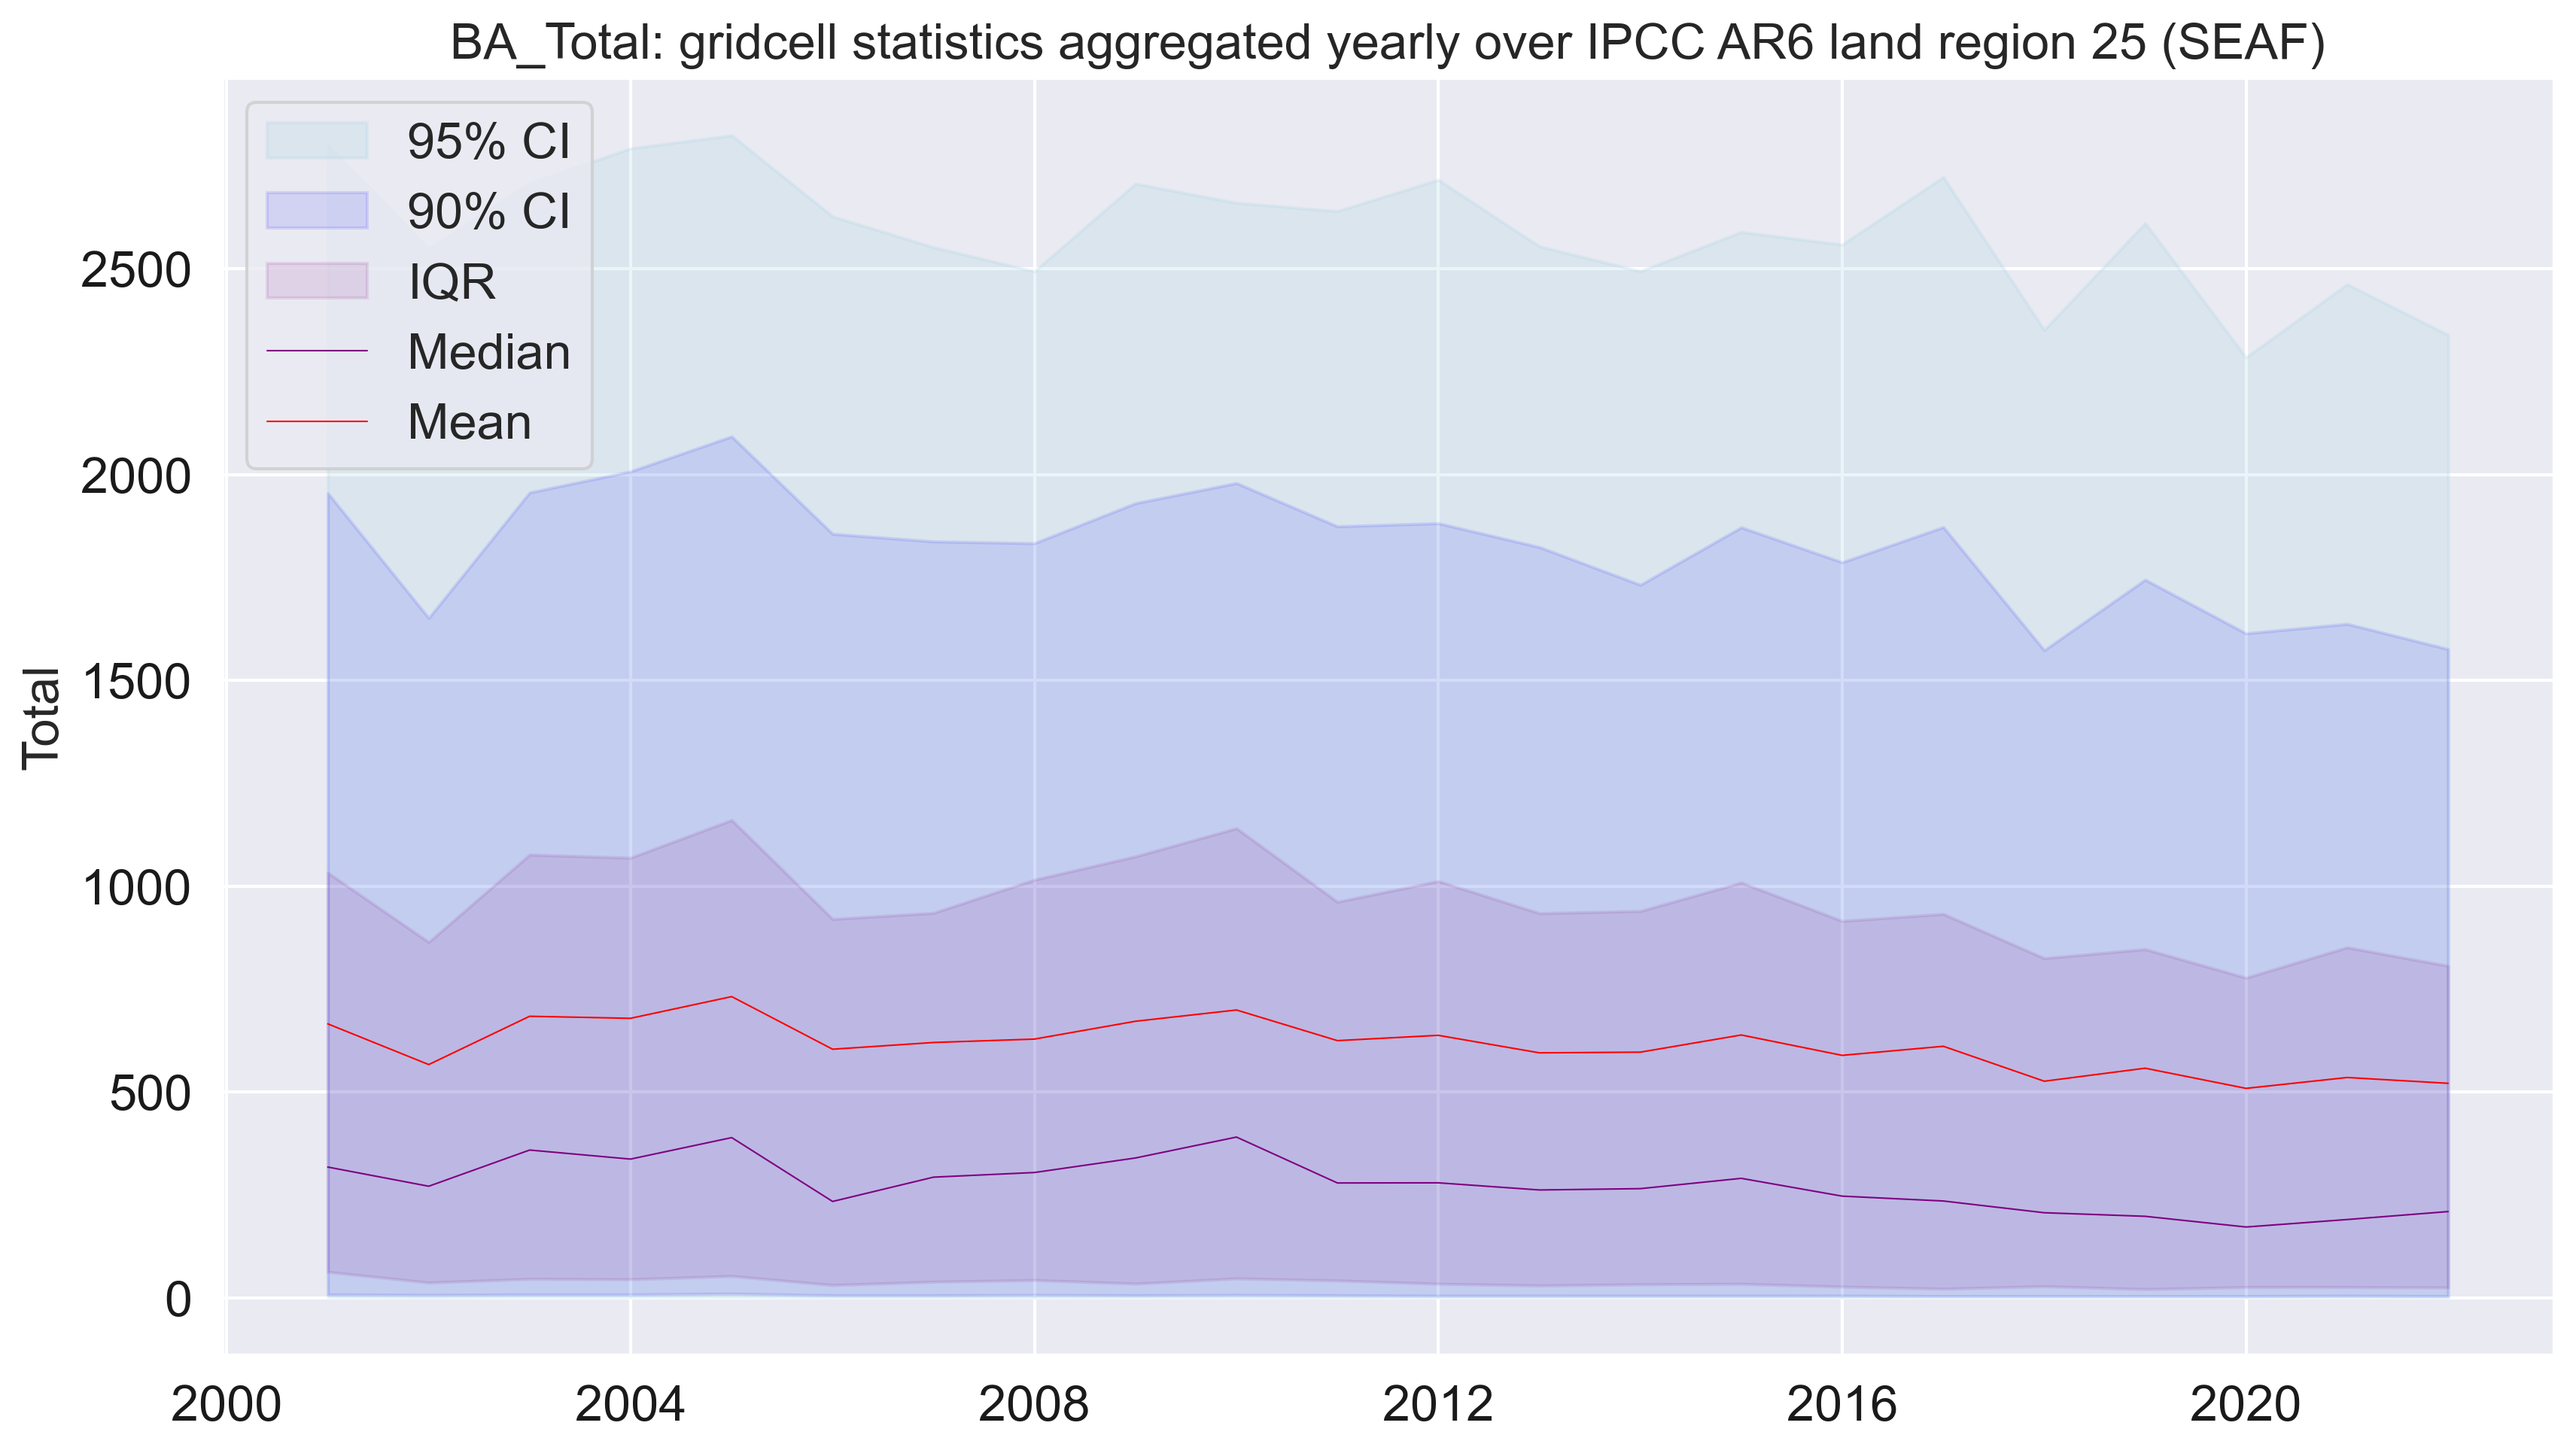 BA_Total: gridcell statistics aggregated yearly over IPCC AR6 land region 25 (SEAF)
95% CI
90% CI
IQR
Median
Mean
Total
2500
2000
1500
1000
500
0
2000 2004 2008 2012 2016 2020